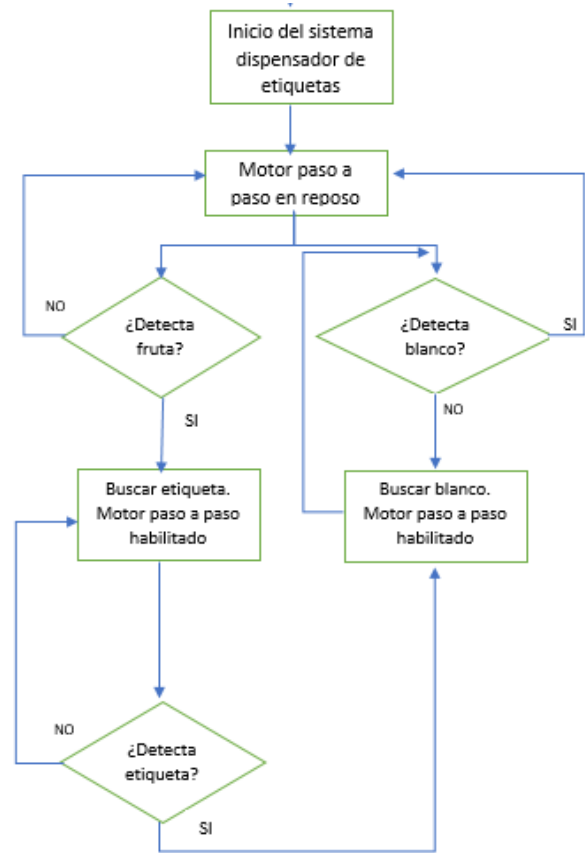 Inicio del sistema
dispensador de
etiquetas
Motor paso a
paso en reposo
NO
¿Detecta
fruta?
SI
¿Detecta
blanco?
SI
NO
Buscar etiqueta.
Motor paso a paso
habilitado
Buscar blanco.
Motor paso a paso
habilitado
NO
¿Detecta
etiqueta?
SI